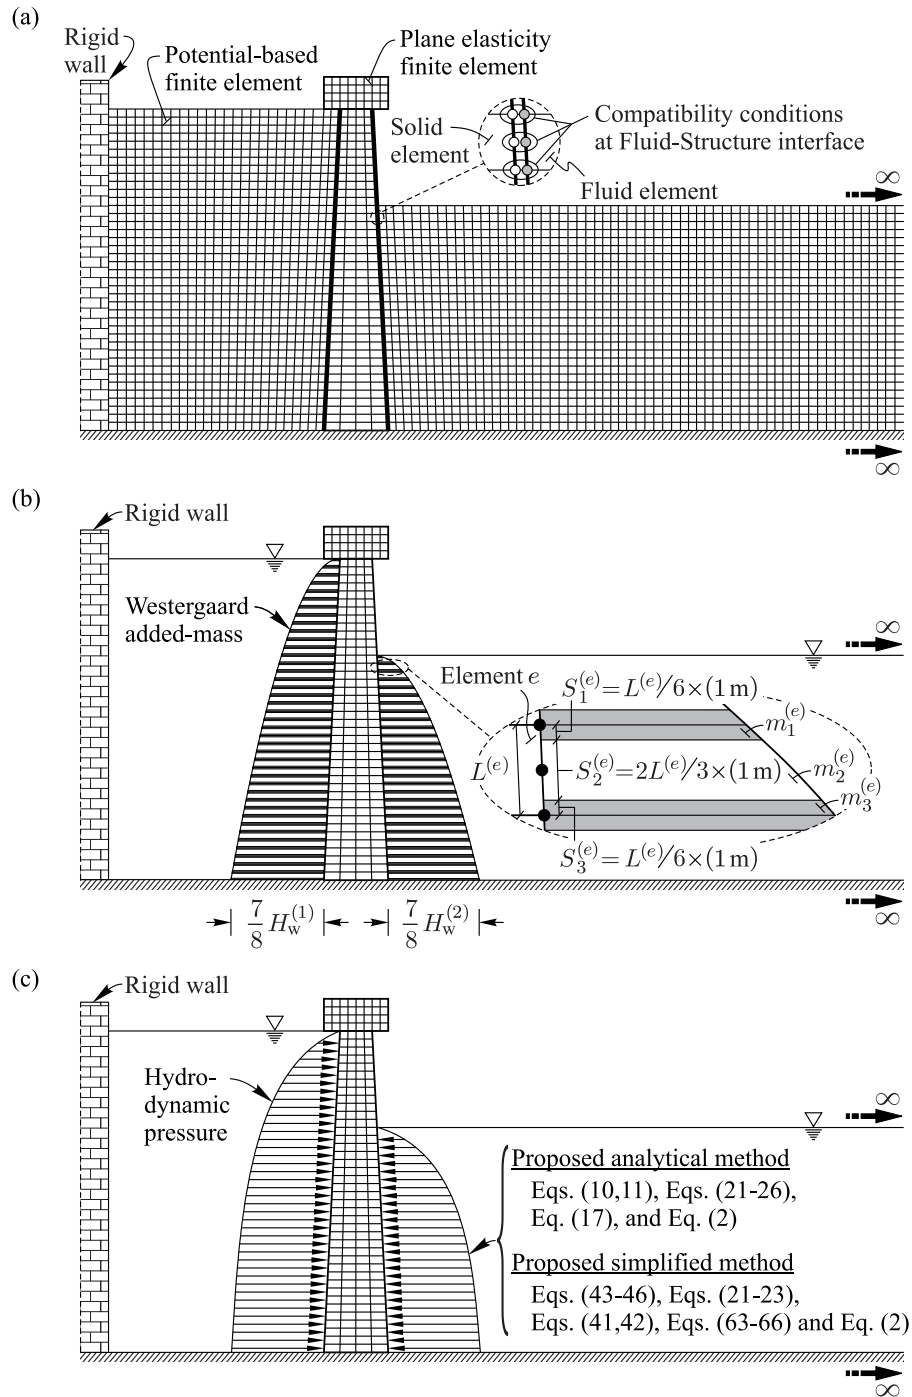 (a)
Rigid
wall
Potential-based
finite element
Plane elasticity
finite element
Solid
element
Compatibility conditions
at Fluid-Structure interface
Fluid element
∞
∞
(b)
Rigid wall
Westergaard
added-mass
∞
Element e
S₁⁽ᵉ⁾=L⁽ᵉ⁾/6×(1 m)
m₁⁽ᵉ⁾
L⁽ᵉ⁾
S₂⁽ᵉ⁾=2L⁽ᵉ⁾/3×(1 m)
m₂⁽ᵉ⁾
m₃⁽ᵉ⁾
S₃⁽ᵉ⁾=L⁽ᵉ⁾/6×(1 m)
7/8 H_w⁽¹⁾
7/8 H_w⁽²⁾
∞
(c)
Rigid wall
Hydro-
dynamic
pressure
∞
Proposed analytical method
Eqs. (10,11), Eqs. (21-26),
Eq. (17), and Eq. (2)
Proposed simplified method
Eqs. (43-46), Eqs. (21-23),
Eqs. (41,42), Eqs. (63-66) and Eq. (2)
∞